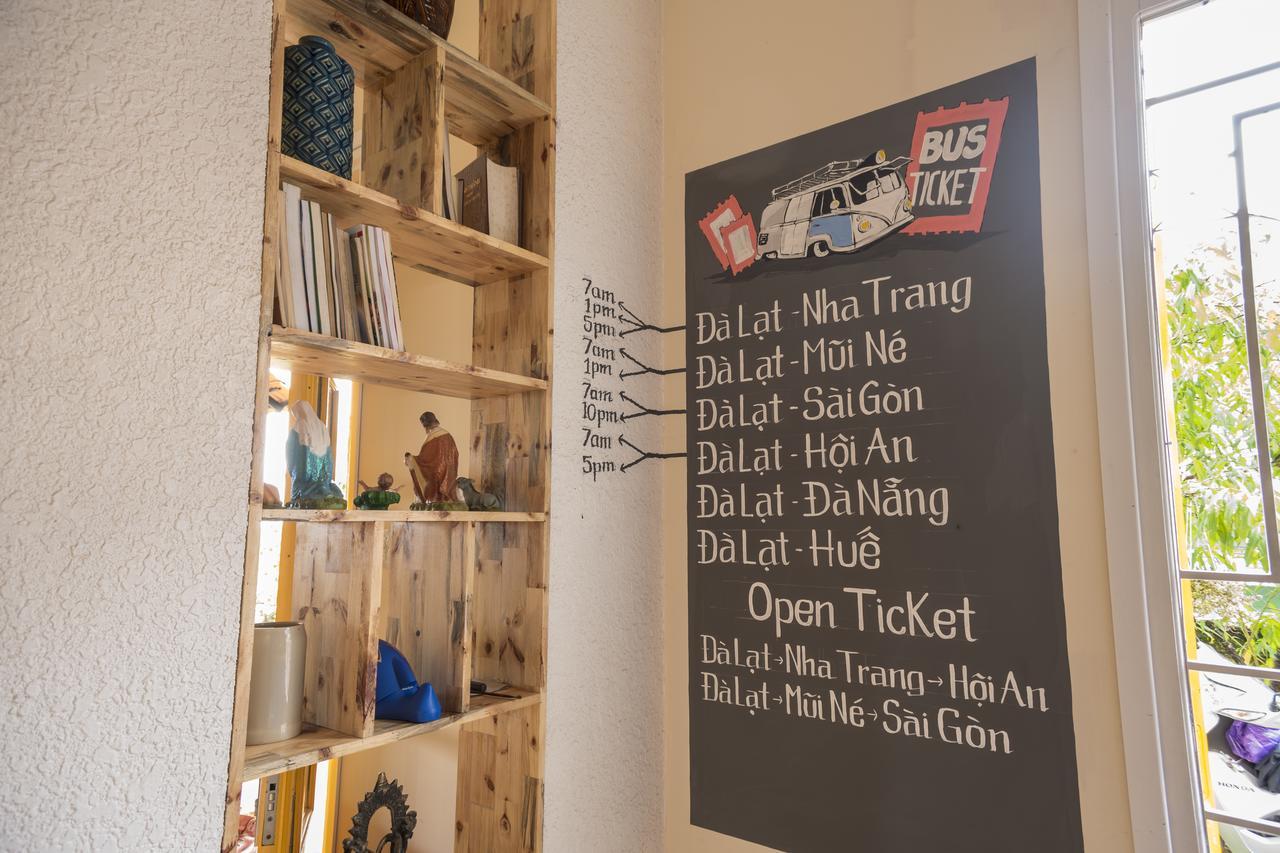 BUS
TICKET
7am
1pm
5pm
7am
1pm
7am
10pm
7am
5pm
Đà Lạt - Nha Trang
Đà Lạt - Mũi Né
Đà Lạt - Sài Gòn
Đà Lạt - Hội An
Đà Lạt - Đà Nẵng
Đà Lạt - Huế
Open Ticket
Đà Lạt → Nha Trang → Hội An
Đà Lạt → Mũi Né → Sài Gòn
HONDA